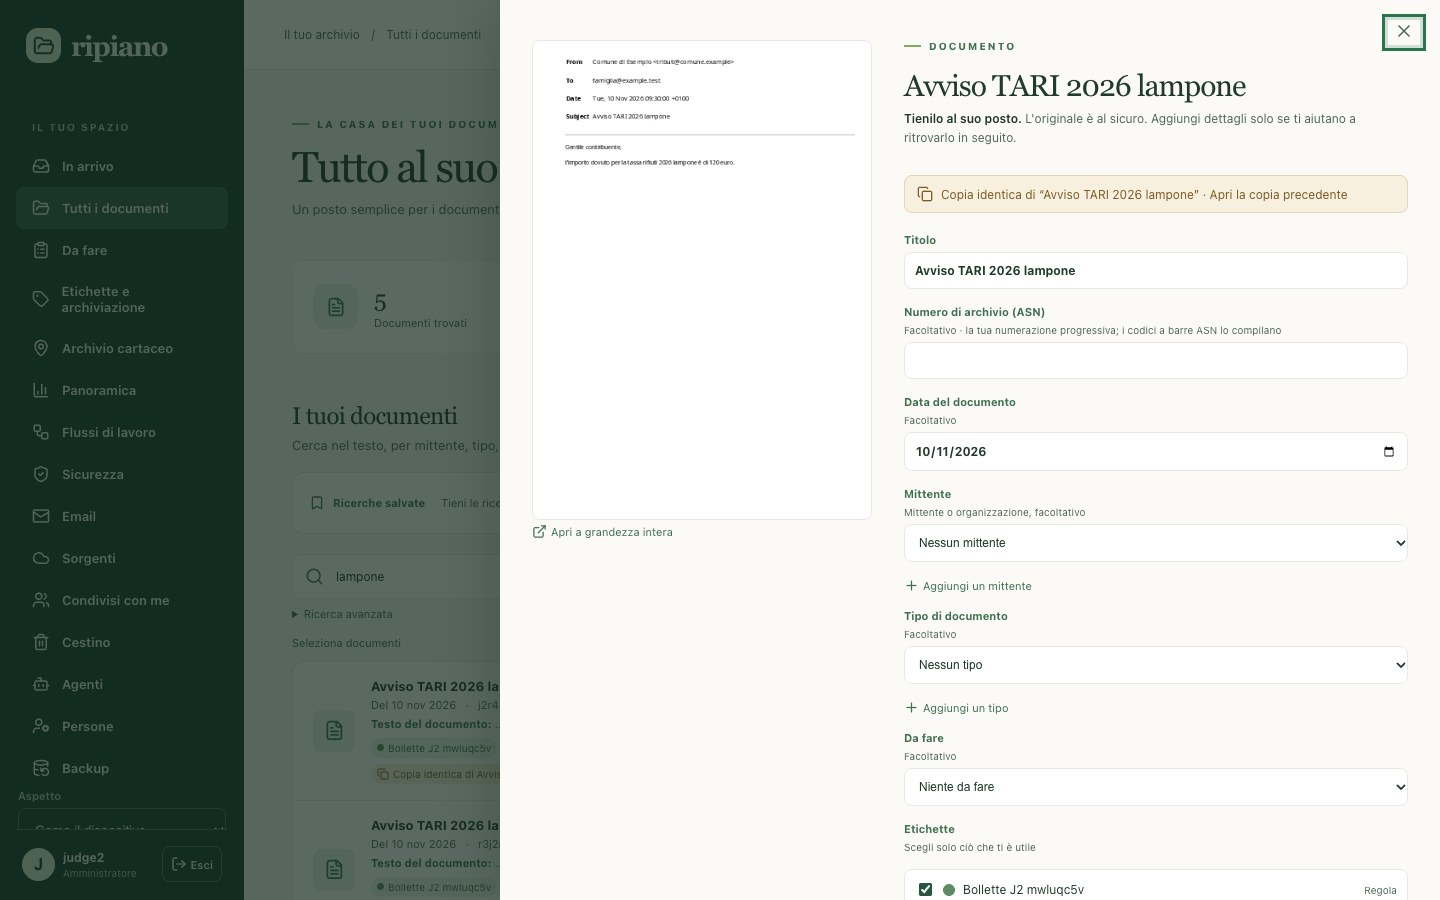 ripiano
IL TUO SPAZIO
In arrivo
Tutti i documenti
Da fare
Etichette e
archiviazione
Archivio cartaceo
Panoramica
Flussi di lavoro
Sicurezza
Email
Sorgenti
Condivisi con me
Cestino
Agenti
Persone
Backup
Aspetto
Come il dispositivo
J
judge2
Amministratore
Esci
Il tuo archivio / Tutti i documenti
LA CASA DEI TUOI DOCUM
Tutto al suo
Un posto semplice per i document
5
Documenti trovati
I tuoi documenti
Cerca nel testo, per mittente, tipo,
Ricerche salvate Tieni le rice
lampone
Ricerca avanzata
Seleziona documenti
Avviso TARI 2026 la
Del 10 nov 2026 · j2r4
Testo del documento: ..
Bollette J2 mwluqc5v
Copia identica di Avvis
Avviso TARI 2026 la
Del 10 nov 2026 · r3j2
Testo del documento: ..
Bollette J2 mwluqc5v
From Comune di Esempio <tributi@comune.example>
To famiglia@example.test
Date Tue, 10 Nov 2026 09:30:00 +0100
Subject Avviso TARI 2026 lampone
Gentile contribuente,
l'importo dovuto per la tassa rifiuti 2026 lampone è di 120 euro.
Apri a grandezza intera
DOCUMENTO
Avviso TARI 2026 lampone
Tienilo al suo posto. L'originale è al sicuro. Aggiungi dettagli solo se ti aiutano a
ritrovarlo in seguito.
Copia identica di “Avviso TARI 2026 lampone” · Apri la copia precedente
Titolo
Avviso TARI 2026 lampone
Numero di archivio (ASN)
Facoltativo · la tua numerazione progressiva; i codici a barre ASN lo compilano
Data del documento
Facoltativo
10/11/2026
Mittente
Mittente o organizzazione, facoltativo
Nessun mittente
Aggiungi un mittente
Tipo di documento
Facoltativo
Nessun tipo
Aggiungi un tipo
Da fare
Facoltativo
Niente da fare
Etichette
Scegli solo ciò che ti è utile
Bollette J2 mwluqc5v Regola